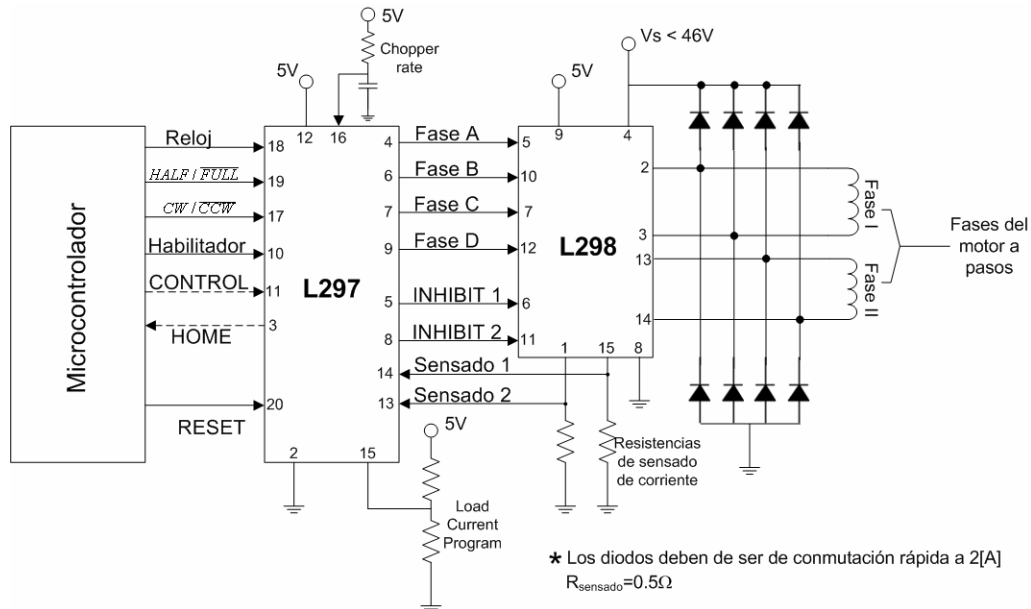 5V
Chopper
rate
5V
Vs < 46V
5V
Microcontrolador
Reloj
HALF / FULL
CW / CCW
Habilitador
CONTROL
HOME
RESET
18
19
17
10
11
3
20
12
16
L297
2
15
4
6
7
9
5
8
14
13
Fase A
Fase B
Fase C
Fase D
INHIBIT 1
INHIBIT 2
Sensado 1
Sensado 2
5
10
7
12
6
11
9
4
L298
2
3
13
14
1
15
8
Fase I
Fase II
Fases del
motor a
pasos
5V
Load
Current
Program
Resistencias
de sensado
de corriente
* Los diodos deben de ser de conmutación rápida a 2[A]
Rsensado=0.5Ω